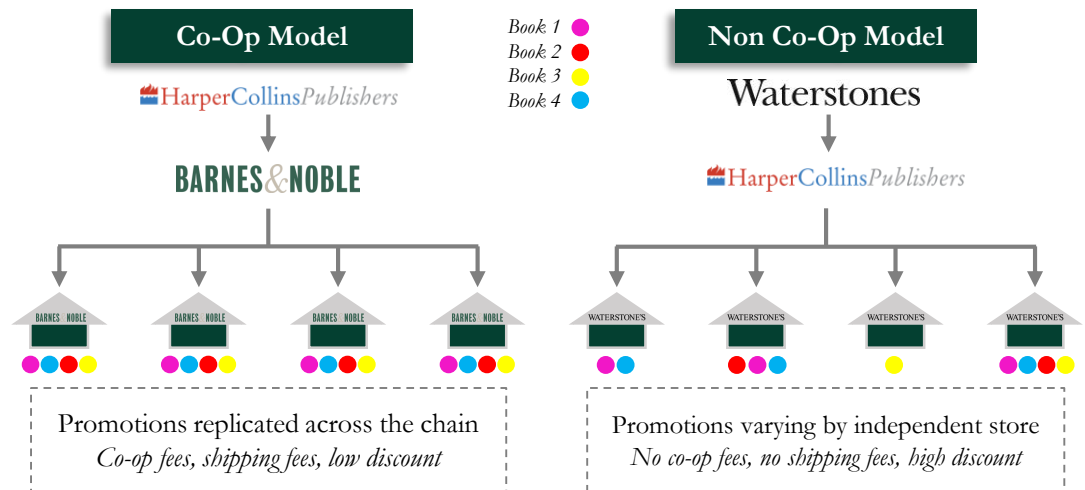 Co-Op Model
HarperCollinsPublishers
BARNES&NOBLE
BARNES NOBLE
BARNES NOBLE
BARNES NOBLE
BARNES NOBLE
Promotions replicated across the chain
Co-op fees, shipping fees, low discount
Book 1
Book 2
Book 3
Book 4
Non Co-Op Model
Waterstones
HarperCollinsPublishers
WATERSTONE'S
WATERSTONE'S
WATERSTONE'S
WATERSTONE'S
Promotions varying by independent store
No co-op fees, no shipping fees, high discount